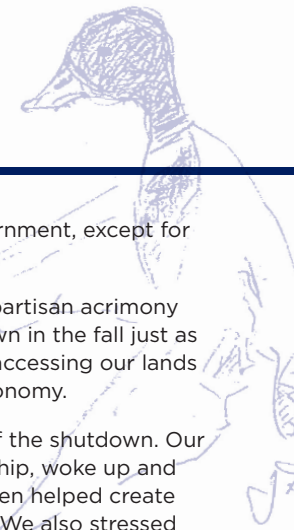 rnment, except for
partisan acrimony
wn in the fall just as
accessing our lands
onomy.
f the shutdown. Our
hip, woke up and
en helped create
We also stressed